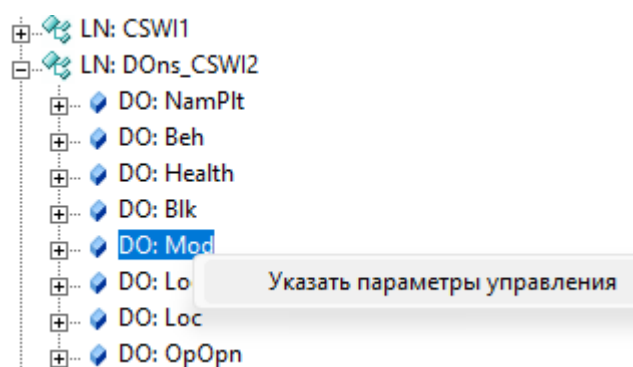 LN: CSWI1
LN: DOns_CSWI2
DO: NamPlt
DO: Beh
DO: Health
DO: Blk
DO: Mod
DO: Lo
Указать параметры управления
DO: Loc
DO: OpOpn